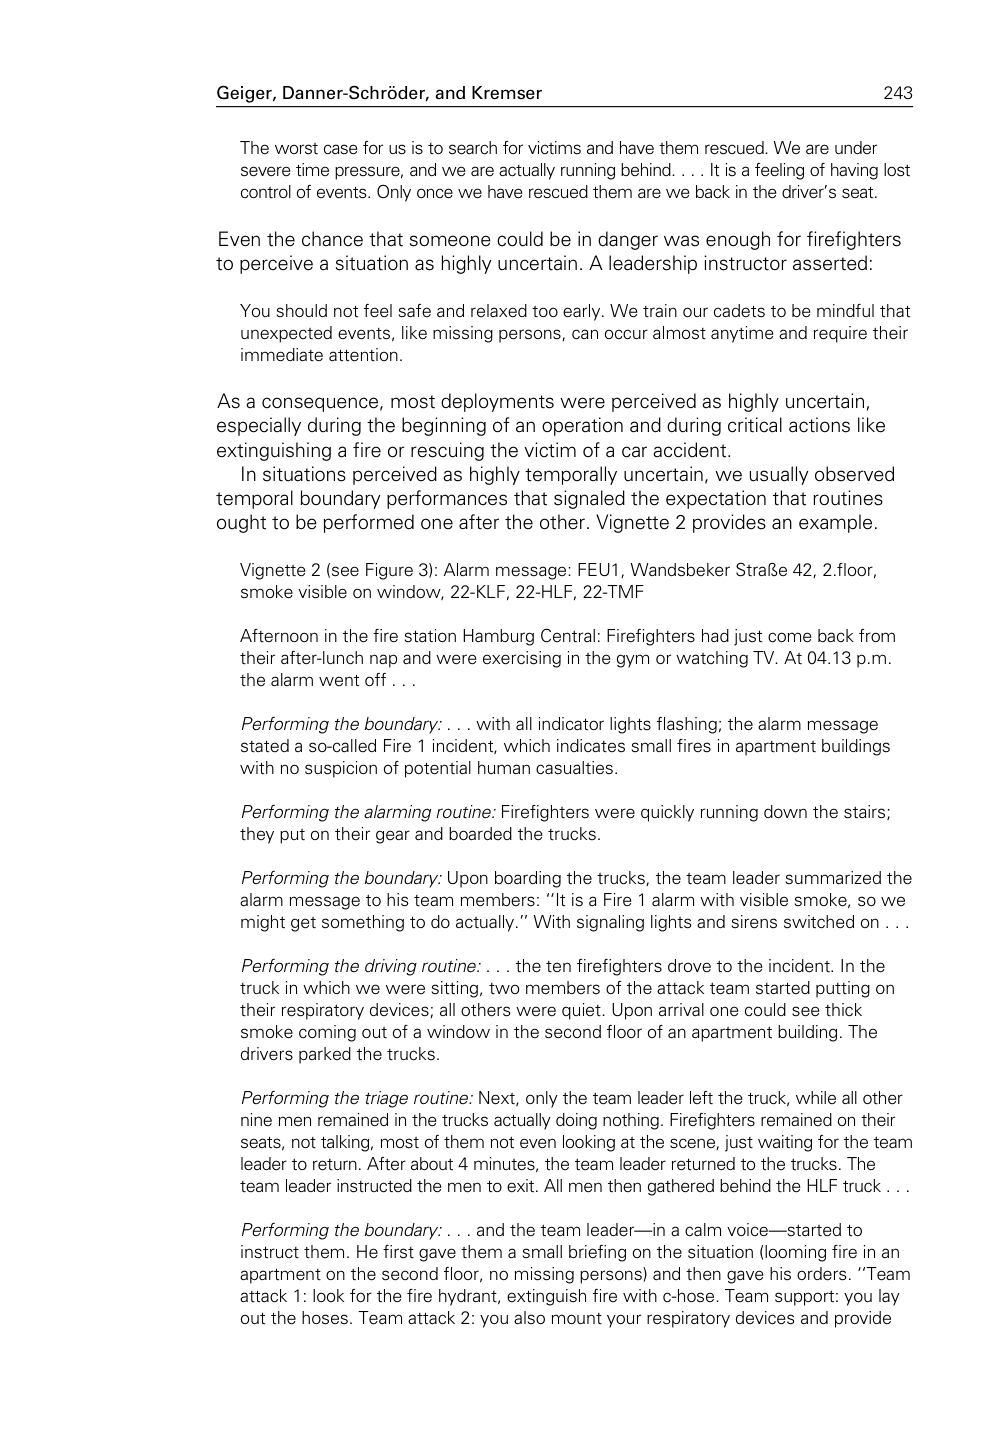 Geiger, Danner-Schröder, and Kremser 243
The worst case for us is to search for victims and have them rescued. We are under
severe time pressure, and we are actually running behind. . . . It is a feeling of having lost
control of events. Only once we have rescued them are we back in the driver's seat.
Even the chance that someone could be in danger was enough for firefighters
to perceive a situation as highly uncertain. A leadership instructor asserted:
You should not feel safe and relaxed too early. We train our cadets to be mindful that
unexpected events, like missing persons, can occur almost anytime and require their
immediate attention.
As a consequence, most deployments were perceived as highly uncertain,
especially during the beginning of an operation and during critical actions like
extinguishing a fire or rescuing the victim of a car accident.
In situations perceived as highly temporally uncertain, we usually observed
temporal boundary performances that signaled the expectation that routines
ought to be performed one after the other. Vignette 2 provides an example.
Vignette 2 (see Figure 3): Alarm message: FEU1, Wandsbeker Straße 42, 2.floor,
smoke visible on window, 22-KLF, 22-HLF, 22-TMF
Afternoon in the fire station Hamburg Central: Firefighters had just come back from
their after-lunch nap and were exercising in the gym or watching TV. At 04.13 p.m.
the alarm went off . . .
Performing the boundary: . . . with all indicator lights flashing; the alarm message
stated a so-called Fire 1 incident, which indicates small fires in apartment buildings
with no suspicion of potential human casualties.
Performing the alarming routine: Firefighters were quickly running down the stairs;
they put on their gear and boarded the trucks.
Performing the boundary: Upon boarding the trucks, the team leader summarized the
alarm message to his team members: ''It is a Fire 1 alarm with visible smoke, so we
might get something to do actually.'' With signaling lights and sirens switched on . . .
Performing the driving routine: . . . the ten firefighters drove to the incident. In the
truck in which we were sitting, two members of the attack team started putting on
their respiratory devices; all others were quiet. Upon arrival one could see thick
smoke coming out of a window in the second floor of an apartment building. The
drivers parked the trucks.
Performing the triage routine: Next, only the team leader left the truck, while all other
nine men remained in the trucks actually doing nothing. Firefighters remained on their
seats, not talking, most of them not even looking at the scene, just waiting for the team
leader to return. After about 4 minutes, the team leader returned to the trucks. The
team leader instructed the men to exit. All men then gathered behind the HLF truck . . .
Performing the boundary: . . . and the team leader—in a calm voice—started to
instruct them. He first gave them a small briefing on the situation (looming fire in an
apartment on the second floor, no missing persons) and then gave his orders. ''Team
attack 1: look for the fire hydrant, extinguish fire with c-hose. Team support: you lay
out the hoses. Team attack 2: you also mount your respiratory devices and provide